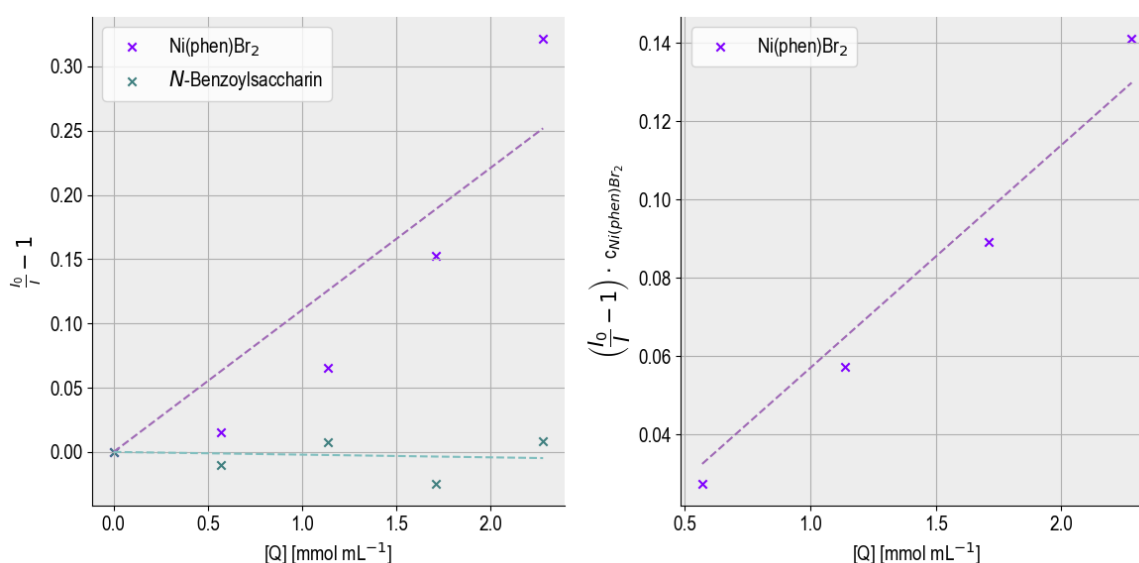 Ni(phen)Br₂
N-Benzoylsaccharin
0.30
0.25
0.20
0.15
0.10
0.05
0.00
I₀/I − 1
0.0 0.5 1.0 1.5 2.0
[Q] [mmol mL⁻¹]
Ni(phen)Br₂
0.14
0.12
0.10
0.08
0.06
0.04
(I₀/I − 1) · c_Ni(phen)Br₂
0.5 1.0 1.5 2.0
[Q] [mmol mL⁻¹]